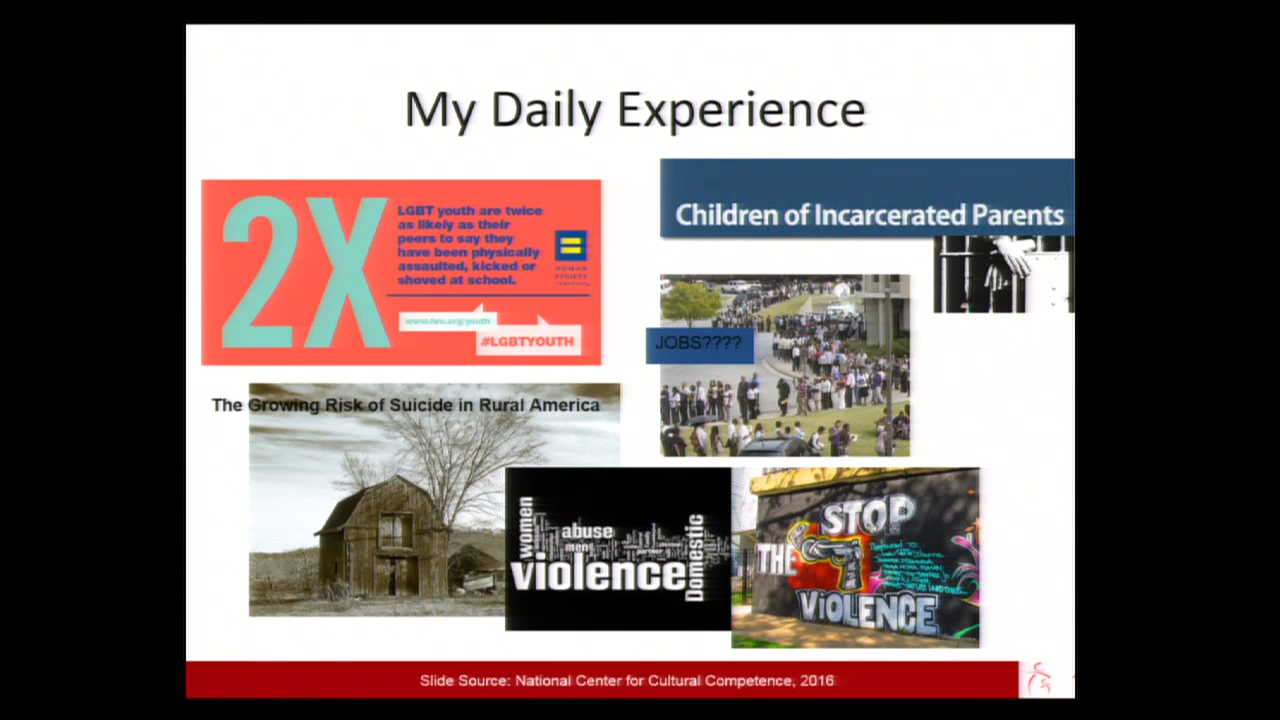 My Daily Experience
2X
LGBT youth are twice
as likely as their
peers to say they
have been physically
assaulted, kicked or
shoved at school.
HUMAN
RIGHTS
www.hrc.org/youth
#LGBTYOUTH
Children of Incarcerated Parents
JOBS????
The Growing Risk of Suicide in Rural America
women
abuse
mens
partner
violence
Domestic
STOP
THE
VIOLENCE
Slide Source: National Center for Cultural Competence, 2016